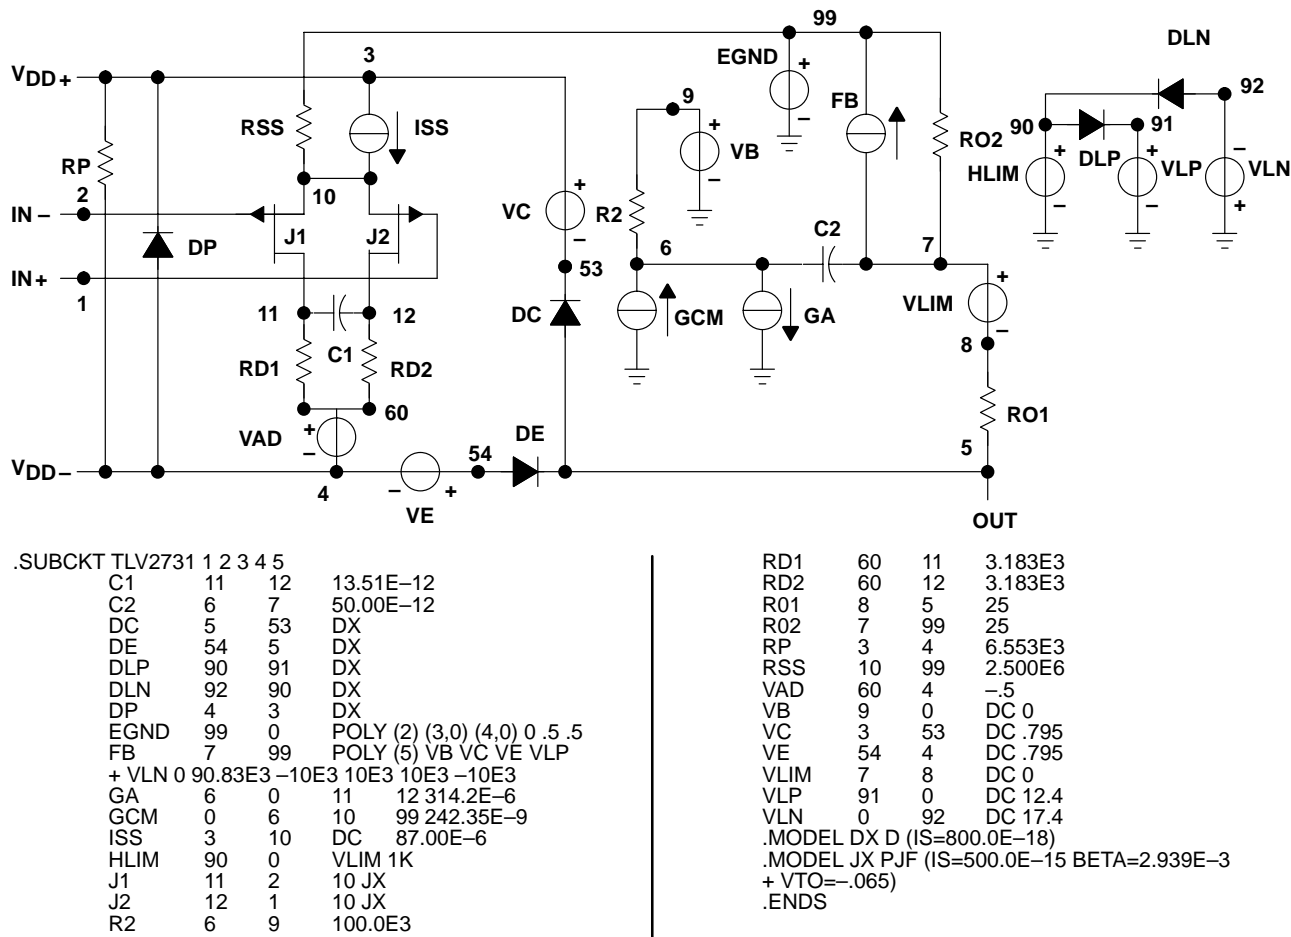 99
DLN
3
VDD+
EGND
+
–
9
FB
92
RSS
ISS
+
–
VB
RO2
90
91
+
–
HLIM
DLP
+
–
VLP
–
+
VLN
RP
10
2
IN–
J1
J2
VC
+
–
R2
C2
DP
6
7
IN+
1
53
+
–
VLIM
11
12
DC
GCM
GA
C1
8
RD1
RD2
60
RO1
VAD
+
–
DE
5
54
VDD–
4
–
+
VE
OUT
.SUBCKT TLV2731 1 2 3 4 5
C1 11 12 13.51E–12
C2 6 7 50.00E–12
DC 5 53 DX
DE 54 5 DX
DLP 90 91 DX
DLN 92 90 DX
DP 4 3 DX
EGND 99 0 POLY (2) (3,0) (4,0) 0 .5 .5
FB 7 99 POLY (5) VB VC VE VLP
+ VLN 0 90.83E3 –10E3 10E3 10E3 –10E3
GA 6 0 11 12 314.2E–6
GCM 0 6 10 99 242.35E–9
ISS 3 10 DC 87.00E–6
HLIM 90 0 VLIM 1K
J1 11 2 10 JX
J2 12 1 10 JX
R2 6 9 100.0E3
RD1 60 11 3.183E3
RD2 60 12 3.183E3
R01 8 5 25
R02 7 99 25
RP 3 4 6.553E3
RSS 10 99 2.500E6
VAD 60 4 –.5
VB 9 0 DC 0
VC 3 53 DC .795
VE 54 4 DC .795
VLIM 7 8 DC 0
VLP 91 0 DC 12.4
VLN 0 92 DC 17.4
.MODEL DX D (IS=800.0E–18)
.MODEL JX PJF (IS=500.0E–15 BETA=2.939E–3
+ VTO=–.065)
.ENDS